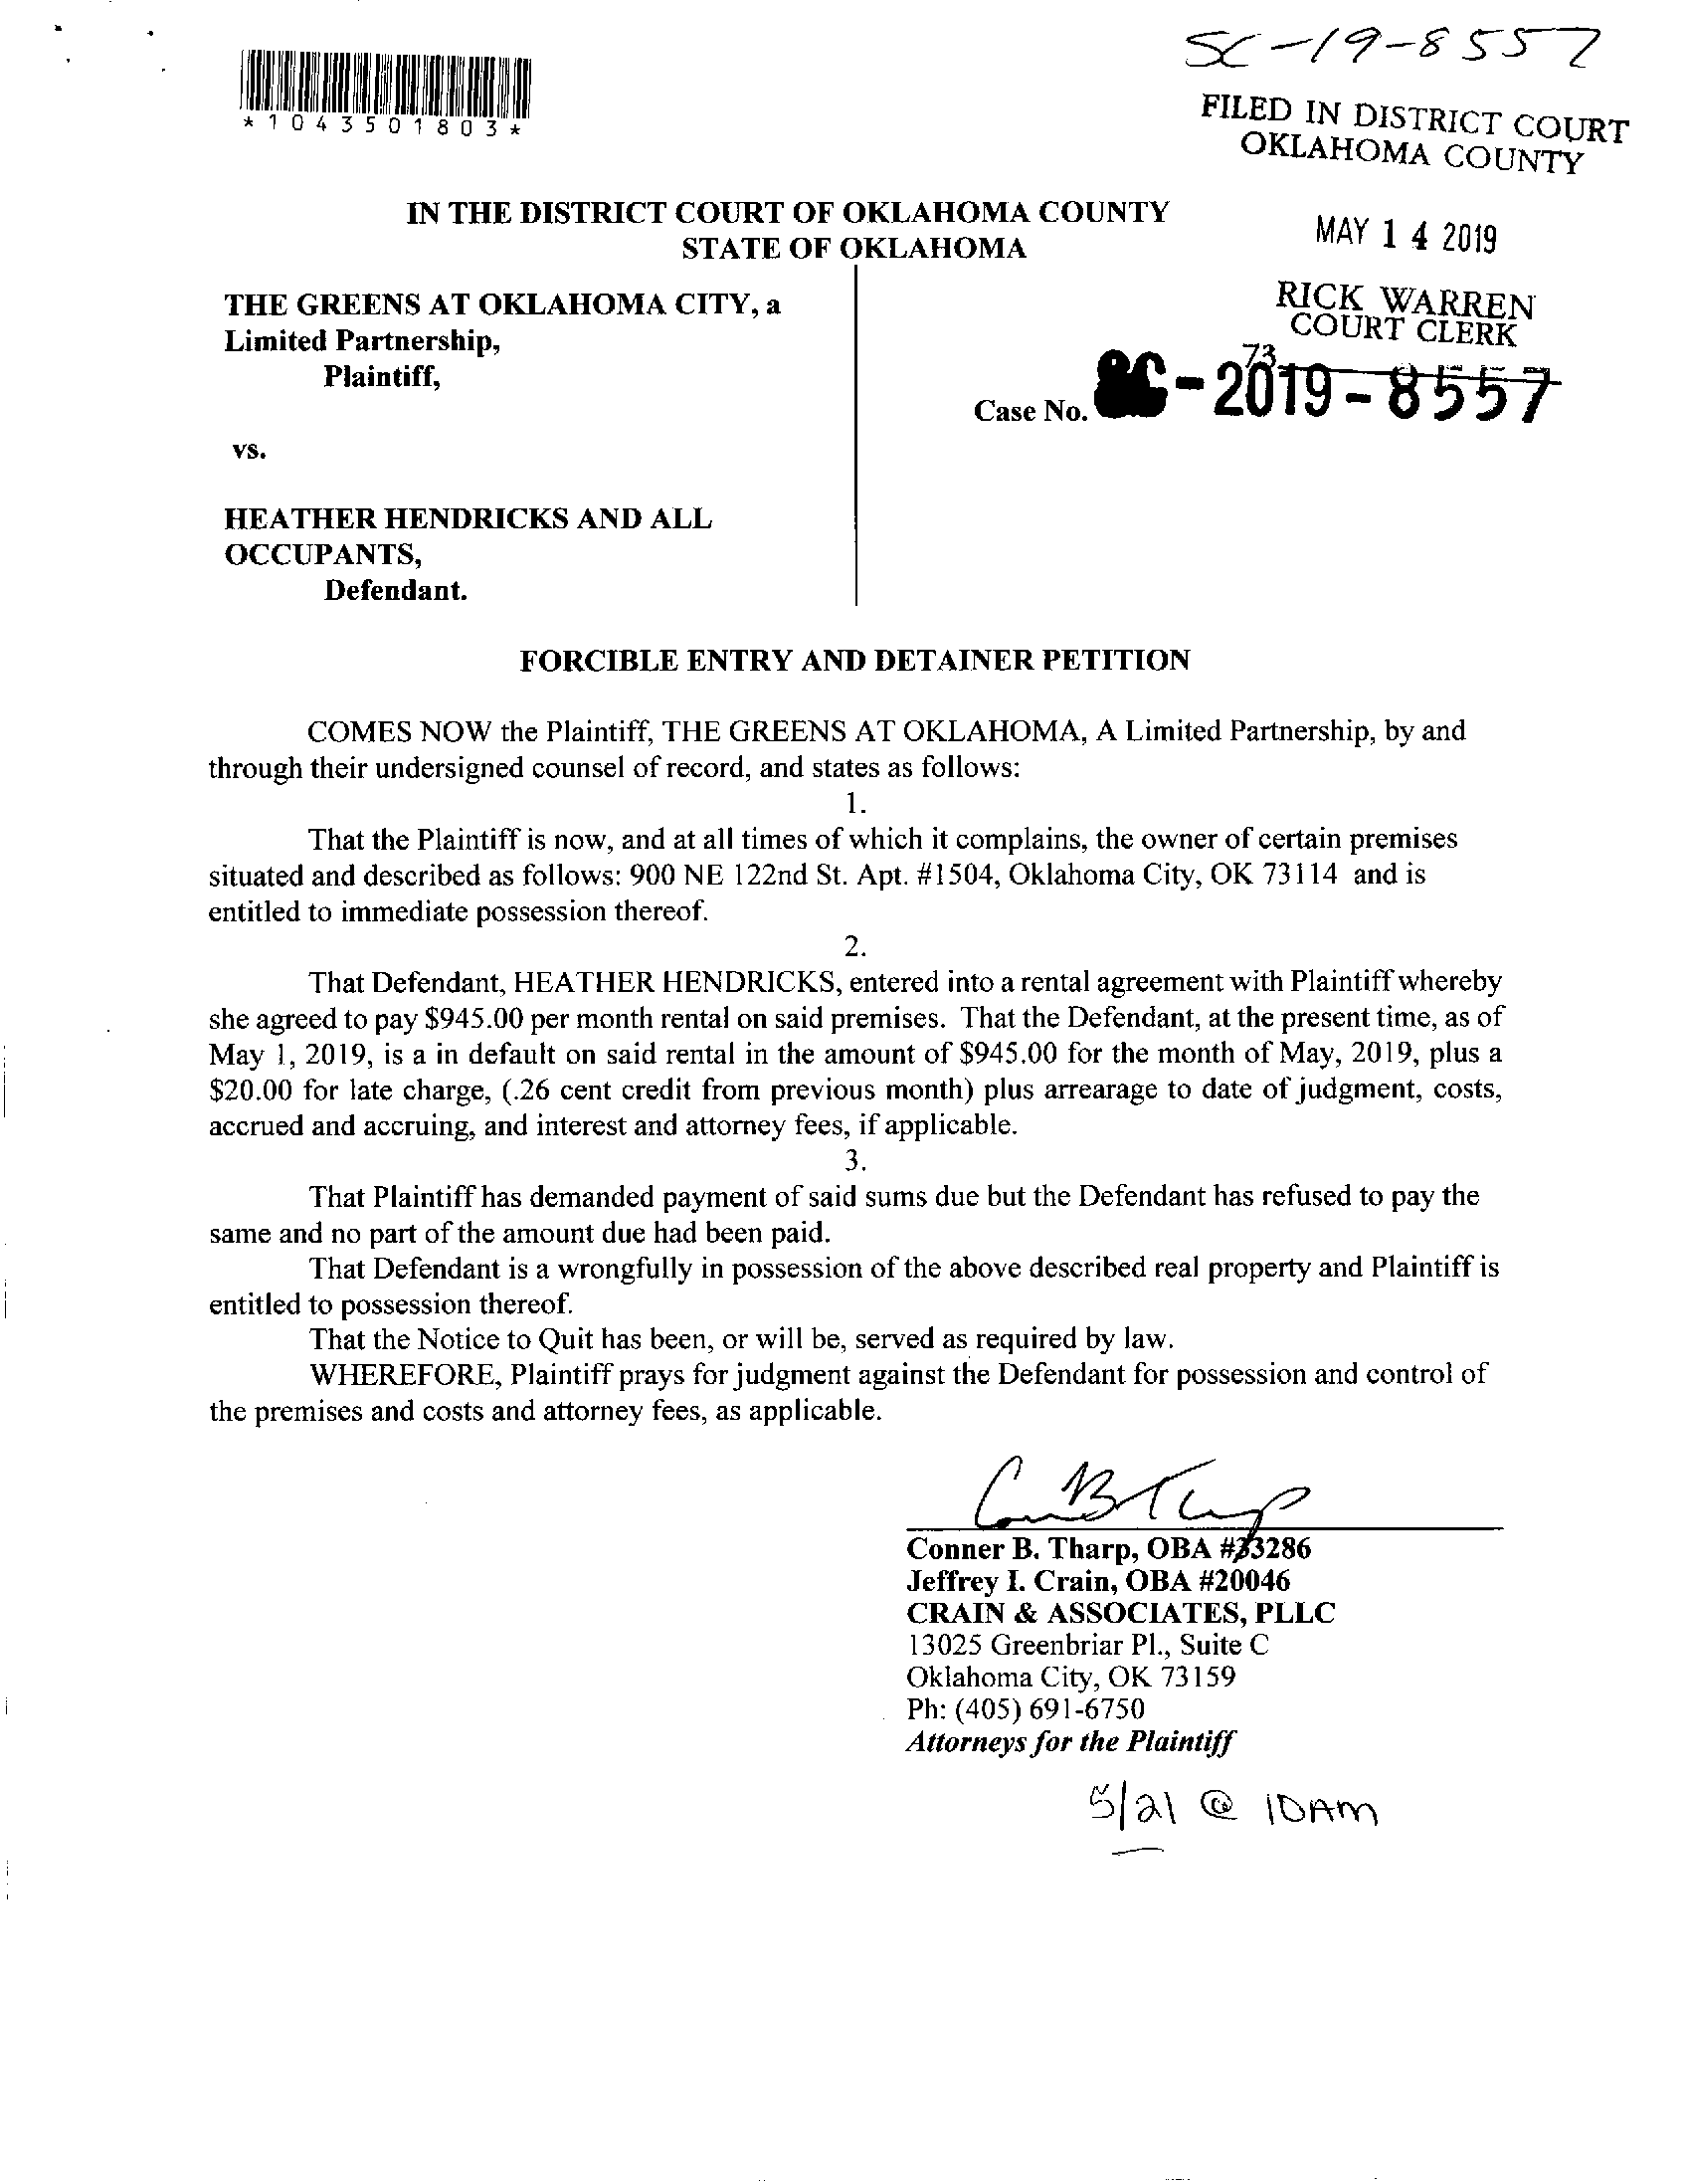 SC-19-8557
*1043501803*
FILED IN DISTRICT COURT
OKLAHOMA COUNTY
IN THE DISTRICT COURT OF OKLAHOMA COUNTY
STATE OF OKLAHOMA
MAY 14 2019
THE GREENS AT OKLAHOMA CITY, a
Limited Partnership,
Plaintiff,
RICK WARREN
COURT CLERK
73
Case No. SC-2019-8557
vs.
HEATHER HENDRICKS AND ALL
OCCUPANTS,
Defendant.
FORCIBLE ENTRY AND DETAINER PETITION
COMES NOW the Plaintiff, THE GREENS AT OKLAHOMA, A Limited Partnership, by and
through their undersigned counsel of record, and states as follows:
1.
That the Plaintiff is now, and at all times of which it complains, the owner of certain premises
situated and described as follows: 900 NE 122nd St. Apt. #1504, Oklahoma City, OK 73114 and is
entitled to immediate possession thereof.
2.
That Defendant, HEATHER HENDRICKS, entered into a rental agreement with Plaintiff whereby
she agreed to pay $945.00 per month rental on said premises. That the Defendant, at the present time, as of
May 1, 2019, is a in default on said rental in the amount of $945.00 for the month of May, 2019, plus a
$20.00 for late charge, (.26 cent credit from previous month) plus arrearage to date of judgment, costs,
accrued and accruing, and interest and attorney fees, if applicable.
3.
That Plaintiff has demanded payment of said sums due but the Defendant has refused to pay the
same and no part of the amount due had been paid.
That Defendant is a wrongfully in possession of the above described real property and Plaintiff is
entitled to possession thereof.
That the Notice to Quit has been, or will be, served as required by law.
WHEREFORE, Plaintiff prays for judgment against the Defendant for possession and control of
the premises and costs and attorney fees, as applicable.
Conner B. Tharp, OBA #33286
Jeffrey I. Crain, OBA #20046
CRAIN & ASSOCIATES, PLLC
13025 Greenbriar Pl., Suite C
Oklahoma City, OK 73159
Ph: (405) 691-6750
Attorneys for the Plaintiff
5/21 @ 10AM